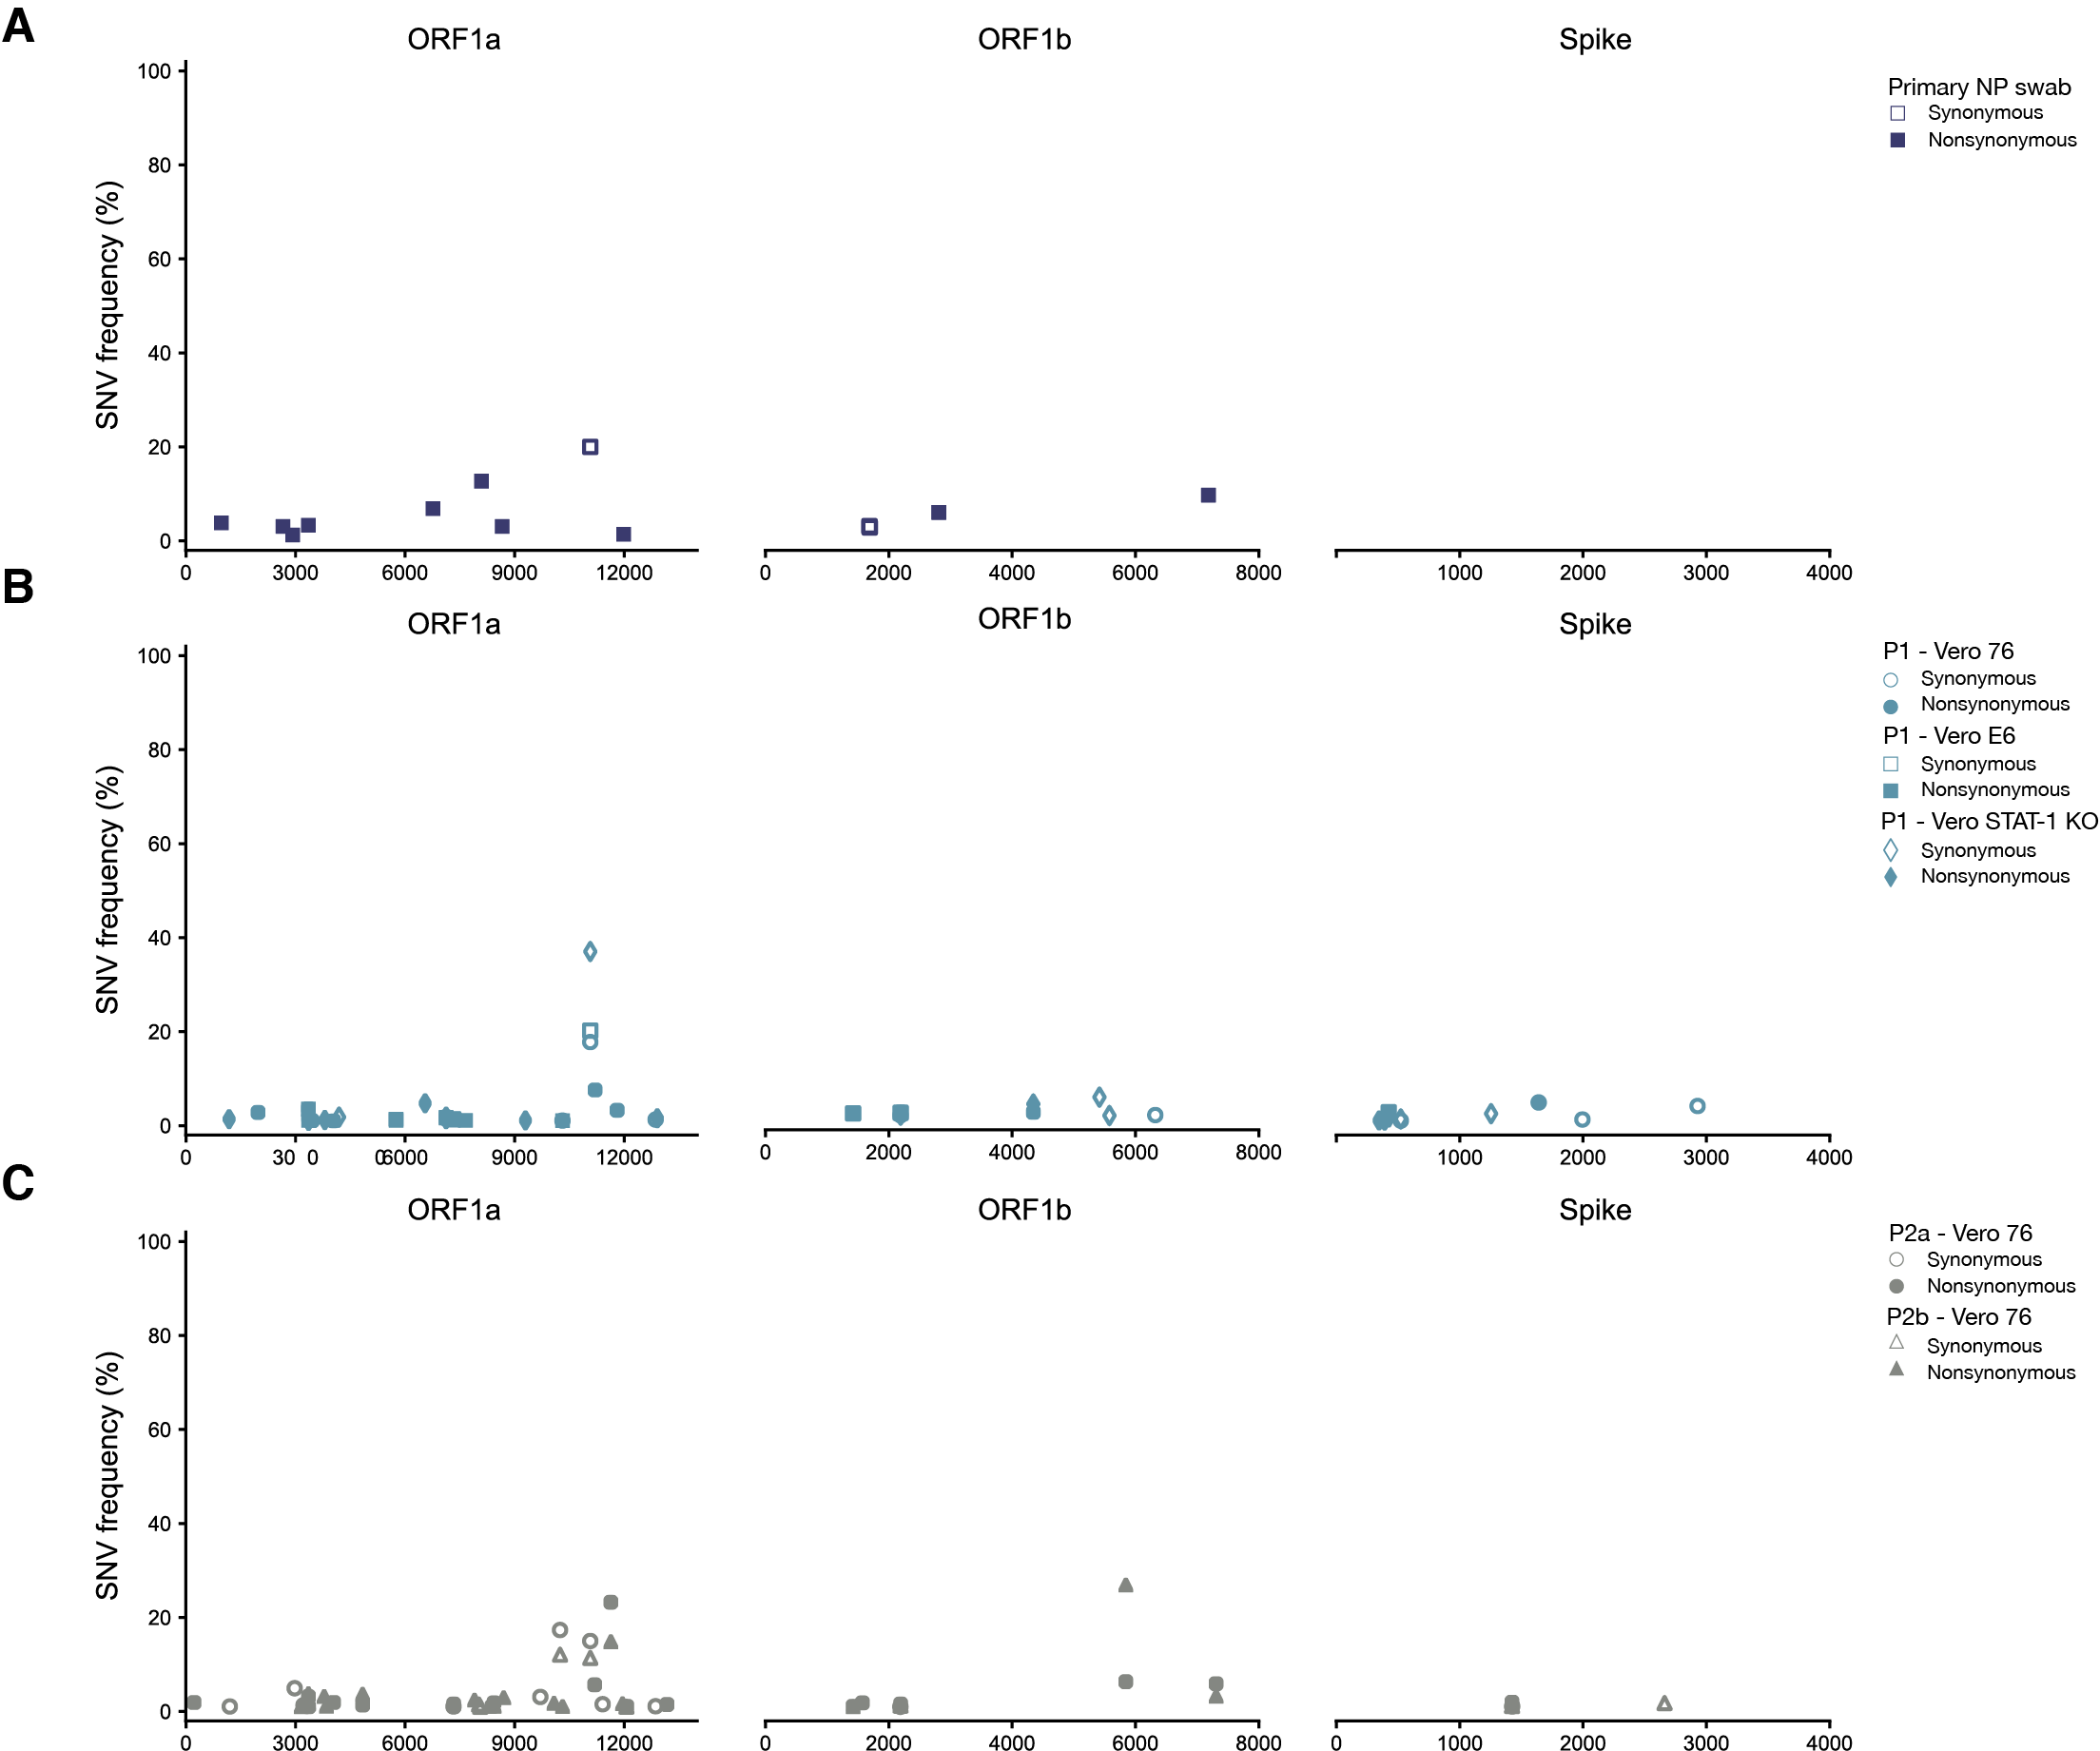 A
ORF1a
ORF1b
Spike
SNV frequency (%)
100
80
60
40
20
0
0 3000 6000 9000 12000
0 2000 4000 6000 8000
1000 2000 3000 4000
Primary NP swab
Synonymous
Nonsynonymous
B
ORF1a
ORF1b
Spike
SNV frequency (%)
100
80
60
40
20
0
0 30 0 06000 9000 12000
0 2000 4000 6000 8000
1000 2000 3000 4000
P1 - Vero 76
Synonymous
Nonsynonymous
P1 - Vero E6
Synonymous
Nonsynonymous
P1 - Vero STAT-1 KO
Synonymous
Nonsynonymous
C
ORF1a
ORF1b
Spike
SNV frequency (%)
100
80
60
40
20
0
0 3000 6000 9000 12000
0 2000 4000 6000 8000
0 1000 2000 3000 4000
P2a - Vero 76
Synonymous
Nonsynonymous
P2b - Vero 76
Synonymous
Nonsynonymous